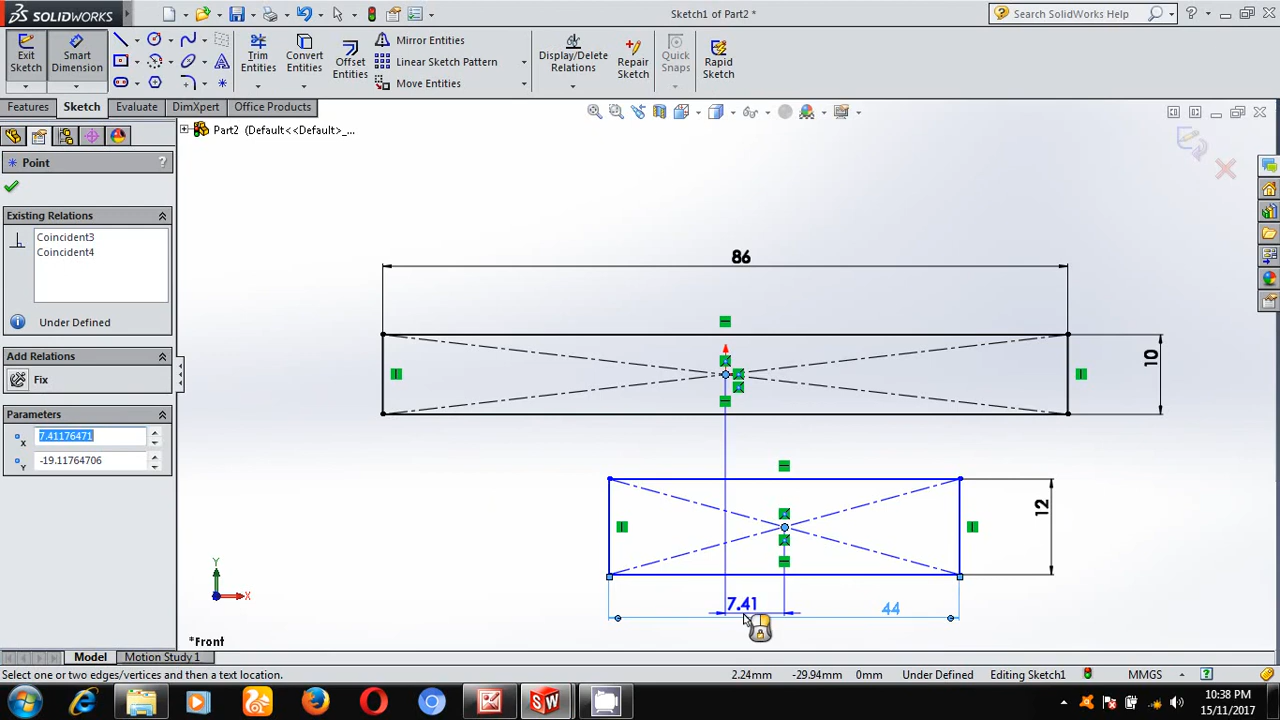 SOLIDWORKS
Sketch1 of Part2 *
Search SolidWorks Help
Exit Sketch
Smart Dimension
Trim Entities
Convert Entities
Offset Entities
Mirror Entities
Linear Sketch Pattern
Move Entities
Display/Delete Relations
Repair Sketch
Quick Snaps
Rapid Sketch
Features
Sketch
Evaluate
DimXpert
Office Products
Part2 (Default<<Default>_...
Point
?
Existing Relations
Coincident3
Coincident4
Under Defined
Add Relations
Fix
Parameters
X
7.41176471
Y
-19.11764706
86
10
12
7.41
44
Y
X
*Front
Model
Motion Study 1
Select one or two edges/vertices and then a text location.
2.24mm
-29.94mm
0mm
Under Defined
Editing Sketch1
MMGS
?
SW
10:38 PM
15/11/2017